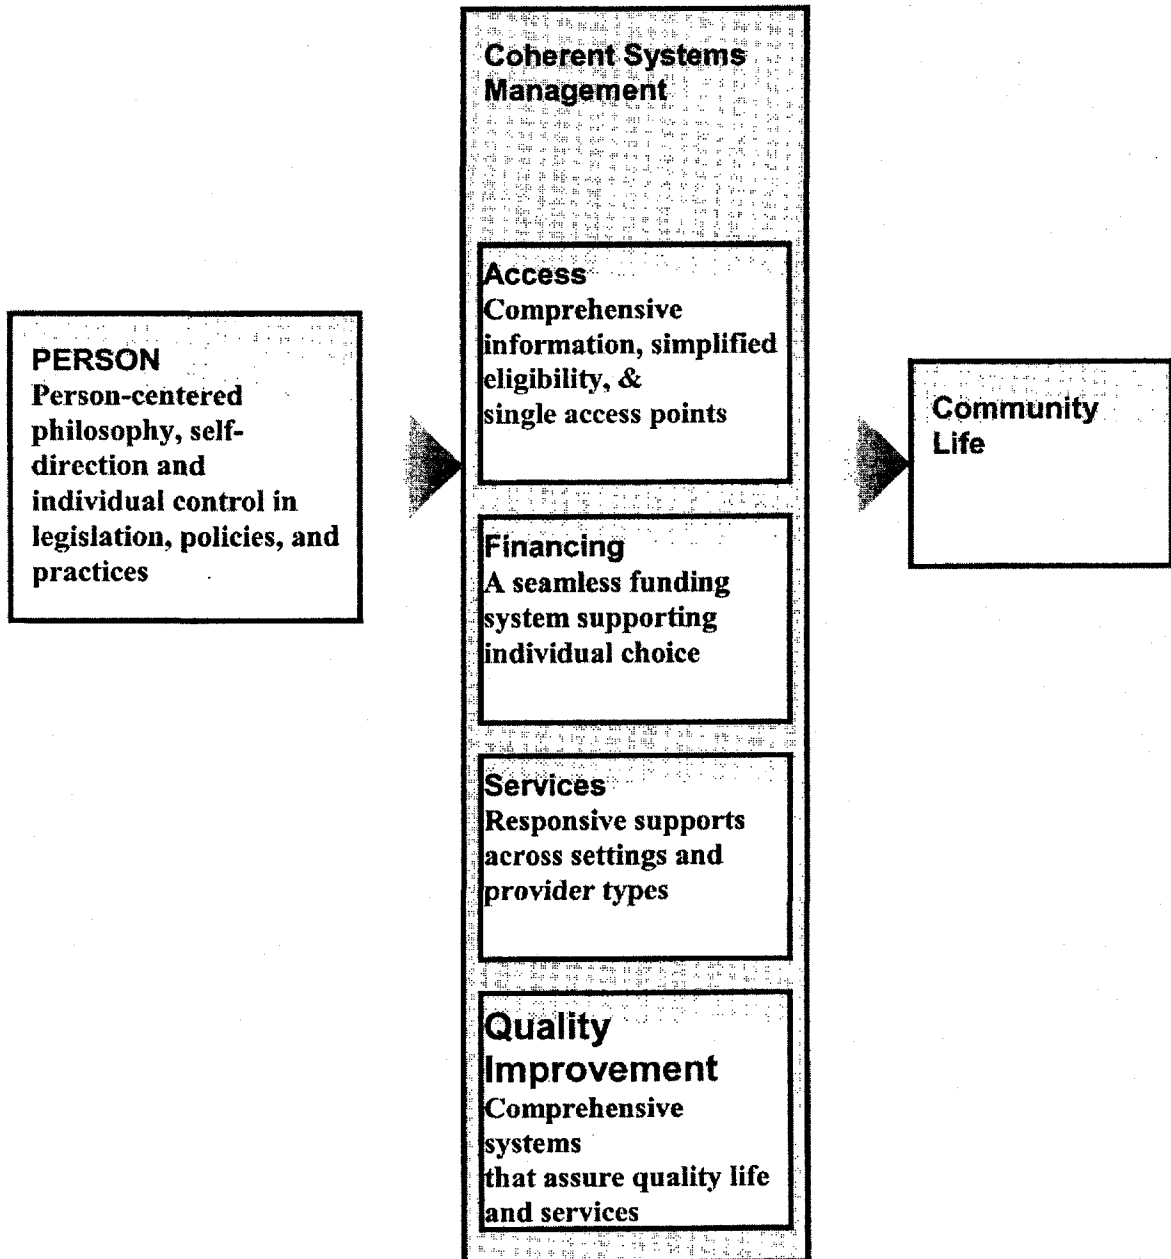 Coherent Systems
Management
Access
Comprehensive
information, simplified
eligibility, &
single access points
PERSON
Person-centered
philosophy, self-
direction and
individual control in
legislation, policies, and
practices
Community
Life
Financing
A seamless funding
system supporting
individual choice
Services
Responsive supports
across settings and
provider types
Quality
Improvement
Comprehensive
systems
that assure quality life
and services